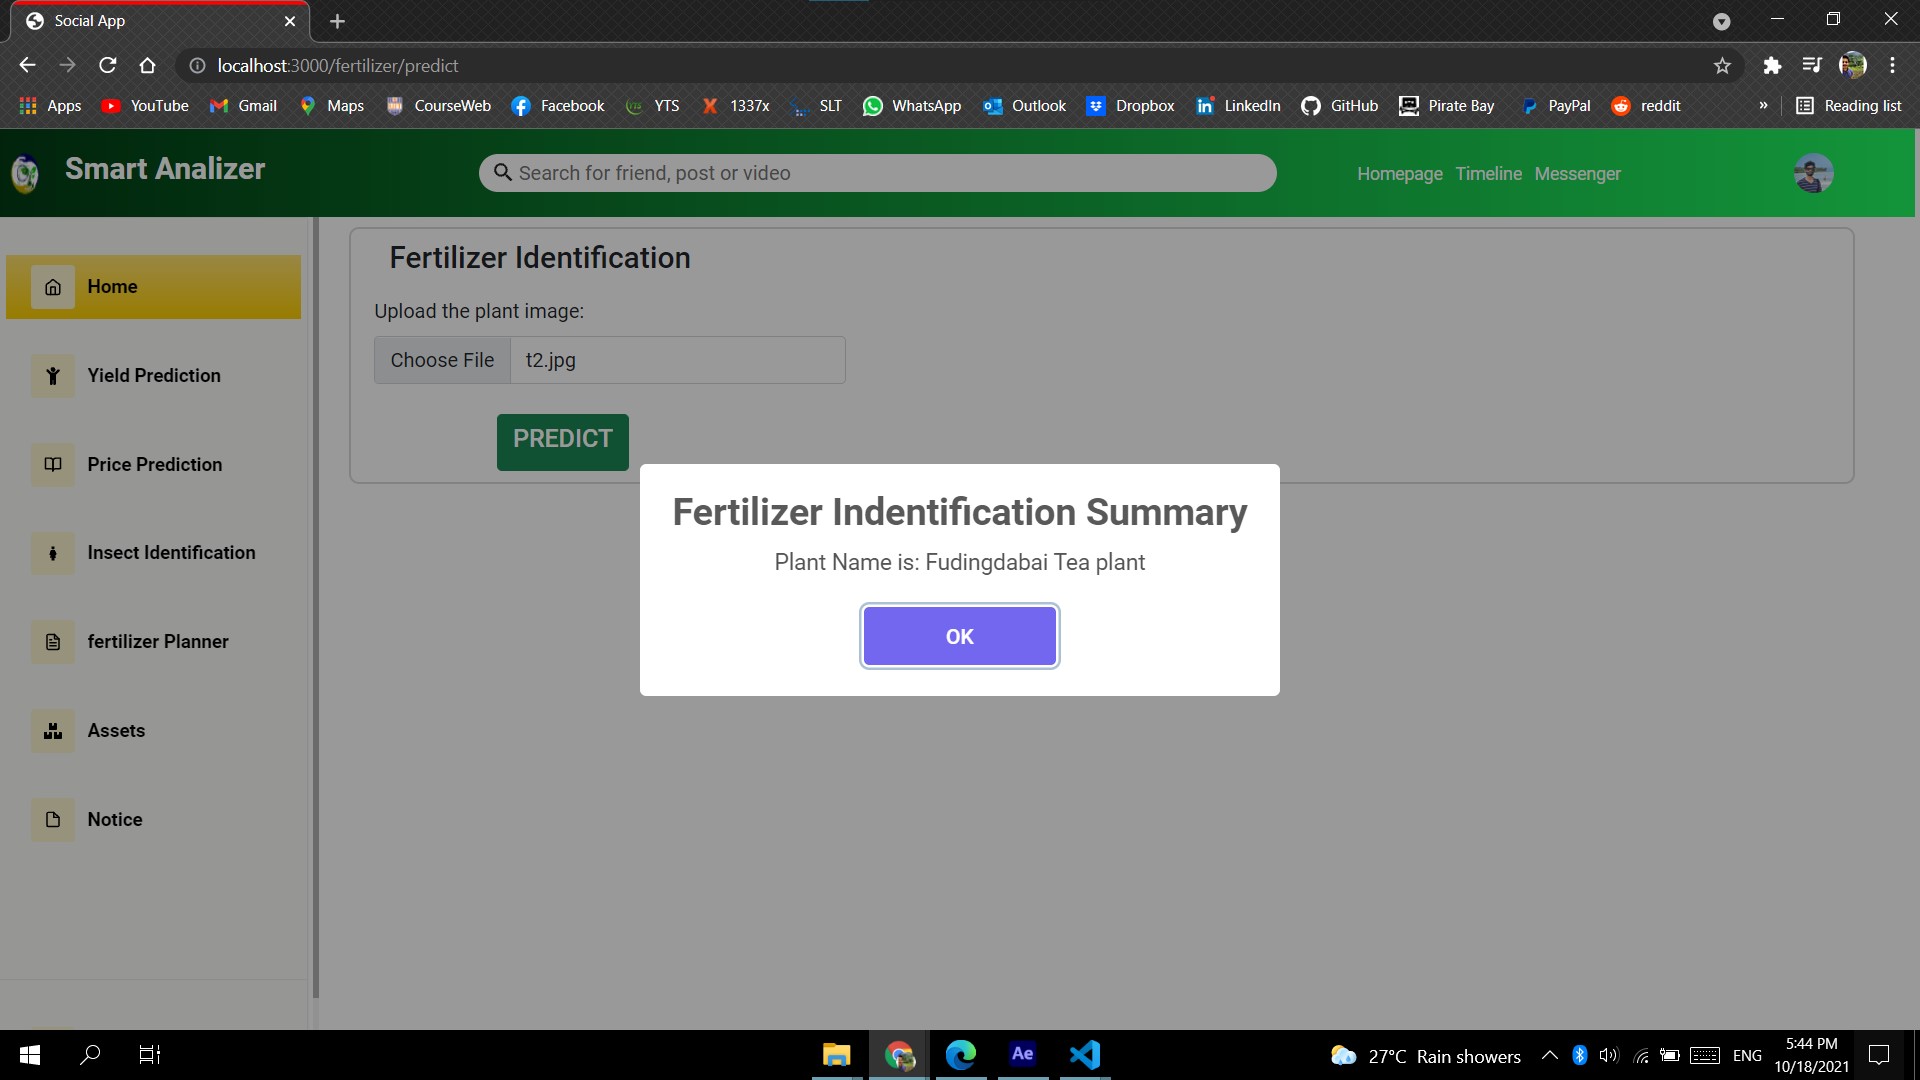 Social App
localhost:3000/fertilizer/predict
Apps YouTube Gmail Maps CourseWeb Facebook YTS 1337x SLT WhatsApp Outlook Dropbox LinkedIn GitHub Pirate Bay PayPal reddit » Reading list
Smart Analizer
Search for friend, post or video
Homepage Timeline Messenger
Home
Yield Prediction
Price Prediction
Insect Identification
fertilizer Planner
Assets
Notice
Fertilizer Identification
Upload the plant image:
Choose File t2.jpg
PREDICT
Fertilizer Indentification Summary
Plant Name is: Fudingdabai Tea plant
OK
Ae
27°C Rain showers
ENG
5:44 PM
10/18/2021